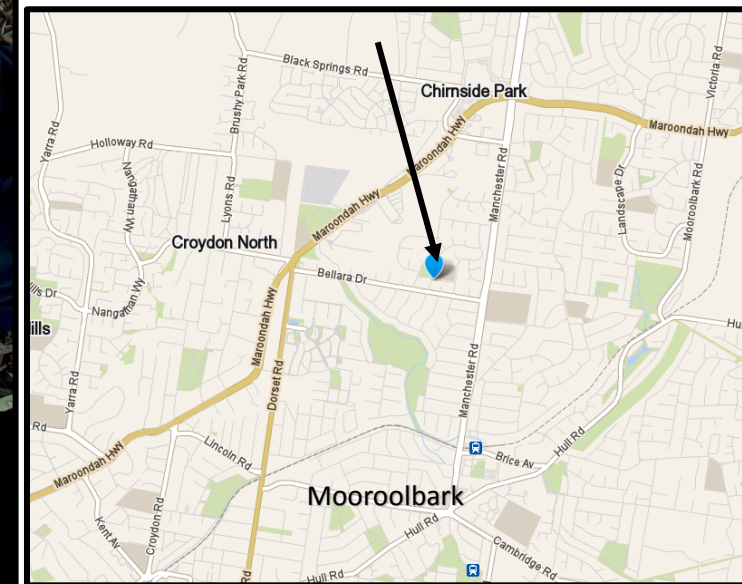 Black Springs Rd
Chirnside Park
Victoria Rd
Brushy Park Rd
Maroondah Hwy
Yarra Rd
Holloway Rd
Maroondah Hwy
Manchester Rd
Landscape Dr
Mooroolbark Rd
Nangathan Wy
Lyons Rd
Maroondah Hwy
Croydon North
Bellara Dr
Nangathan Wy
Maroondah Hwy
Manchester Rd
Yarra Rd
Dorset Rd
Rd
Lincoln Rd
Hull Rd
Brice Av
Maroondah Hwy
Mooroolbark
Croydon Rd
Kent Av
Hull Rd
Cambridge Rd
Hull Rd
Rd